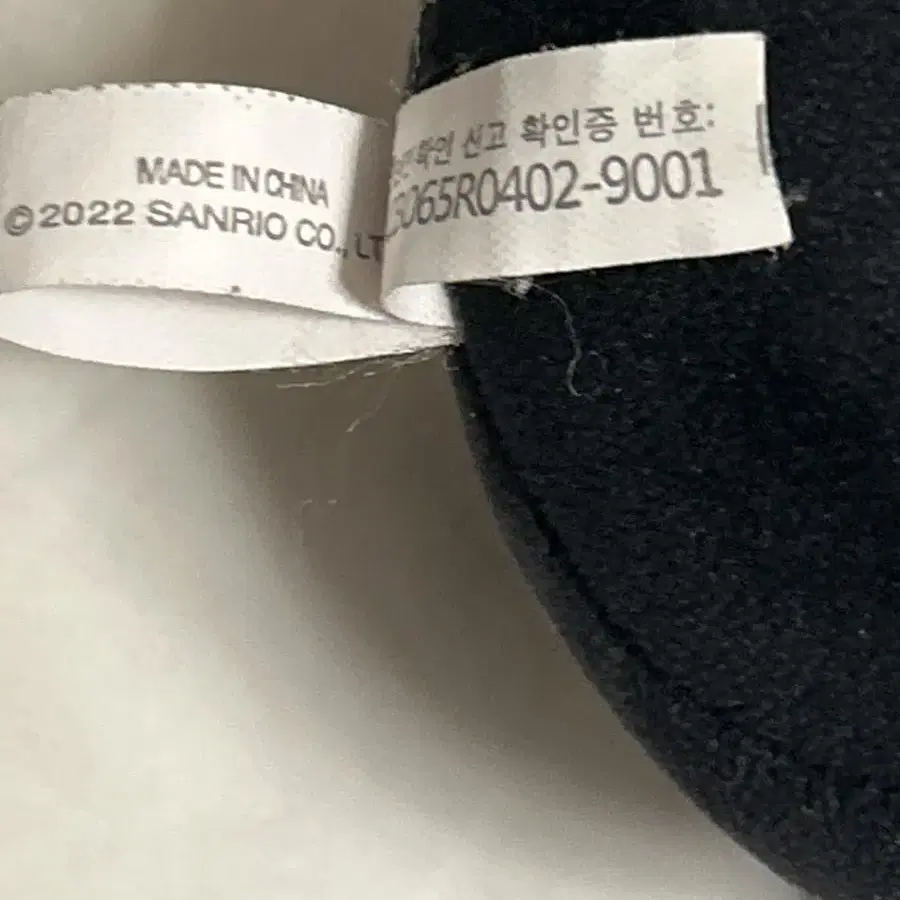 MADE IN CHINA
©2022 SANRIO CO., LT
확인 신고 확인증 번호:
065R0402-9001